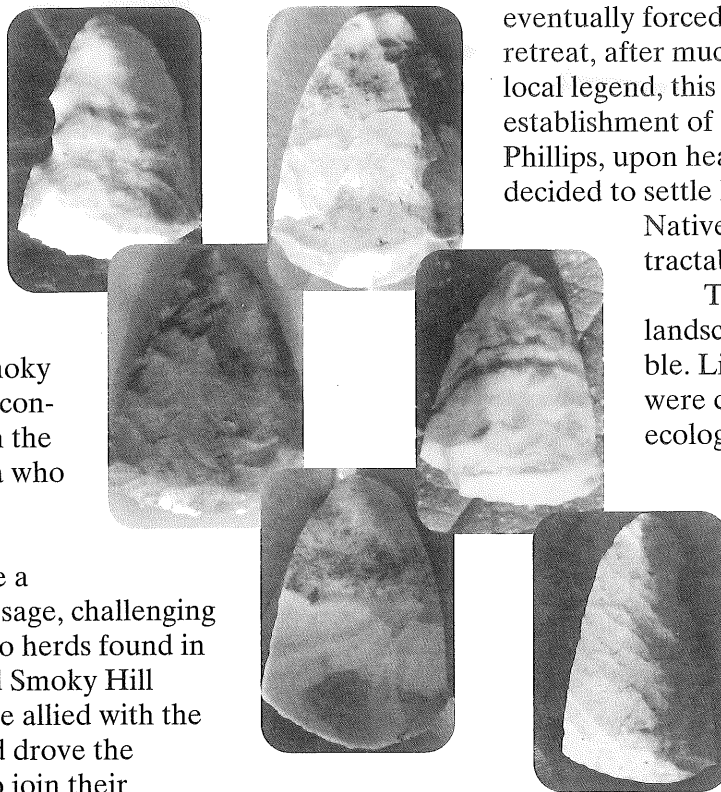 moky
con-
n the
a who
e a
sage, challenging
o herds found in
l Smoky Hill
e allied with the
d drove the
o join their
eventually forced
retreat, after muc
local legend, this
establishment of
Phillips, upon hea
decided to settle
Native
tractab
T
landsc
ble. Li
were c
ecolog